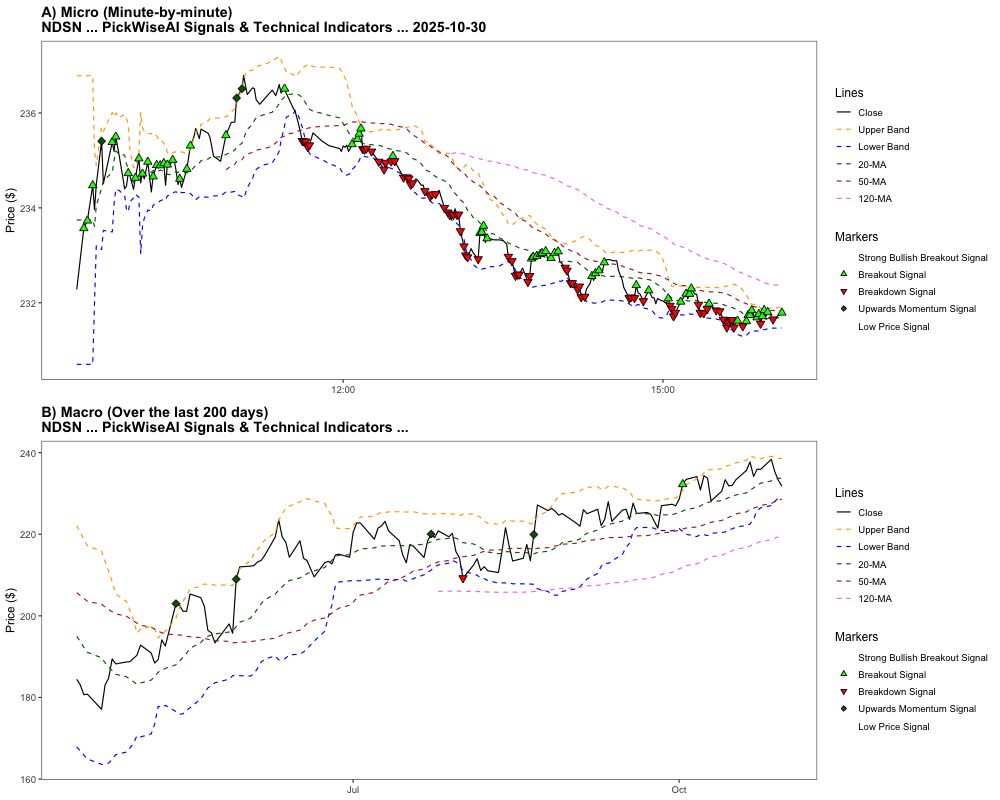 A) Micro (Minute-by-minute)
NDSN ... PickWiseAI Signals & Technical Indicators ... 2025-10-30
Price ($)
236
234
232
12:00
15:00
Lines
Close
Upper Band
Lower Band
20-MA
50-MA
120-MA
Markers
Strong Bullish Breakout Signal
Breakout Signal
Breakdown Signal
Upwards Momentum Signal
Low Price Signal
B) Macro (Over the last 200 days)
NDSN ... PickWiseAI Signals & Technical Indicators ...
Price ($)
240
220
200
180
160
Jul
Oct
Lines
Close
Upper Band
Lower Band
20-MA
50-MA
120-MA
Markers
Strong Bullish Breakout Signal
Breakout Signal
Breakdown Signal
Upwards Momentum Signal
Low Price Signal